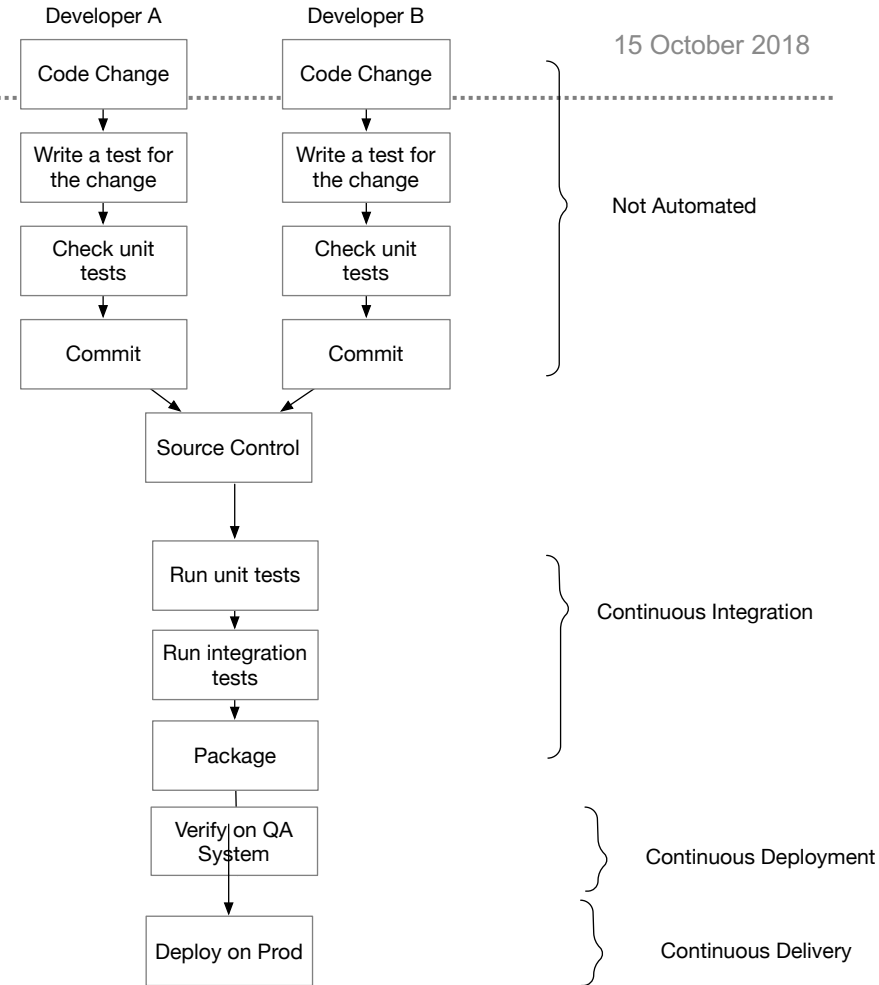 Developer A
Developer B
15 October 2018
Code Change
Code Change
Write a test for
the change
Write a test for
the change
Not Automated
Check unit
tests
Check unit
tests
Commit
Commit
Source Control
Run unit tests
Continuous Integration
Run integration
tests
Package
Verify on QA
System
Continuous Deployment
Deploy on Prod
Continuous Delivery